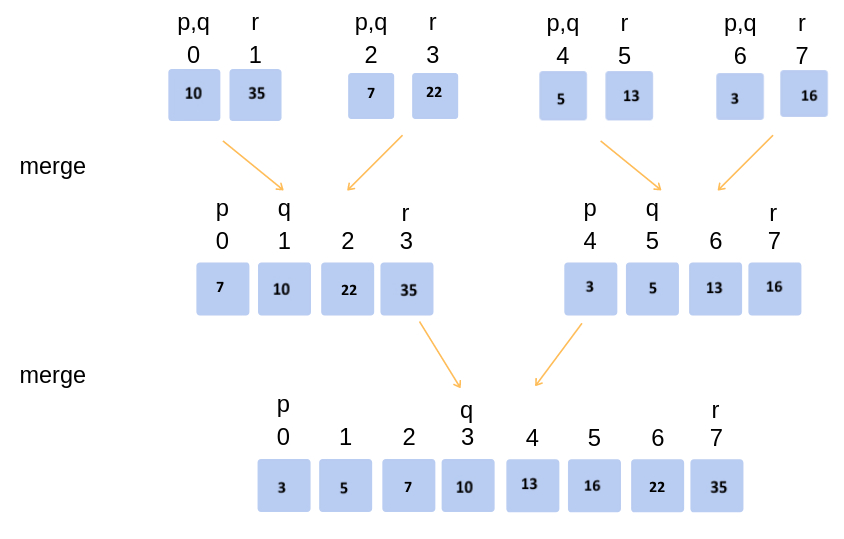 p,q r p,q r p,q r p,q r
0 1 2 3 4 5 6 7
10 35 7 22 5 13 3 16
merge
p q r p q r
0 1 2 3 4 5 6 7
7 10 22 35 3 5 13 16
merge
p q r
0 1 2 3 4 5 6 7
3 5 7 10 13 16 22 35